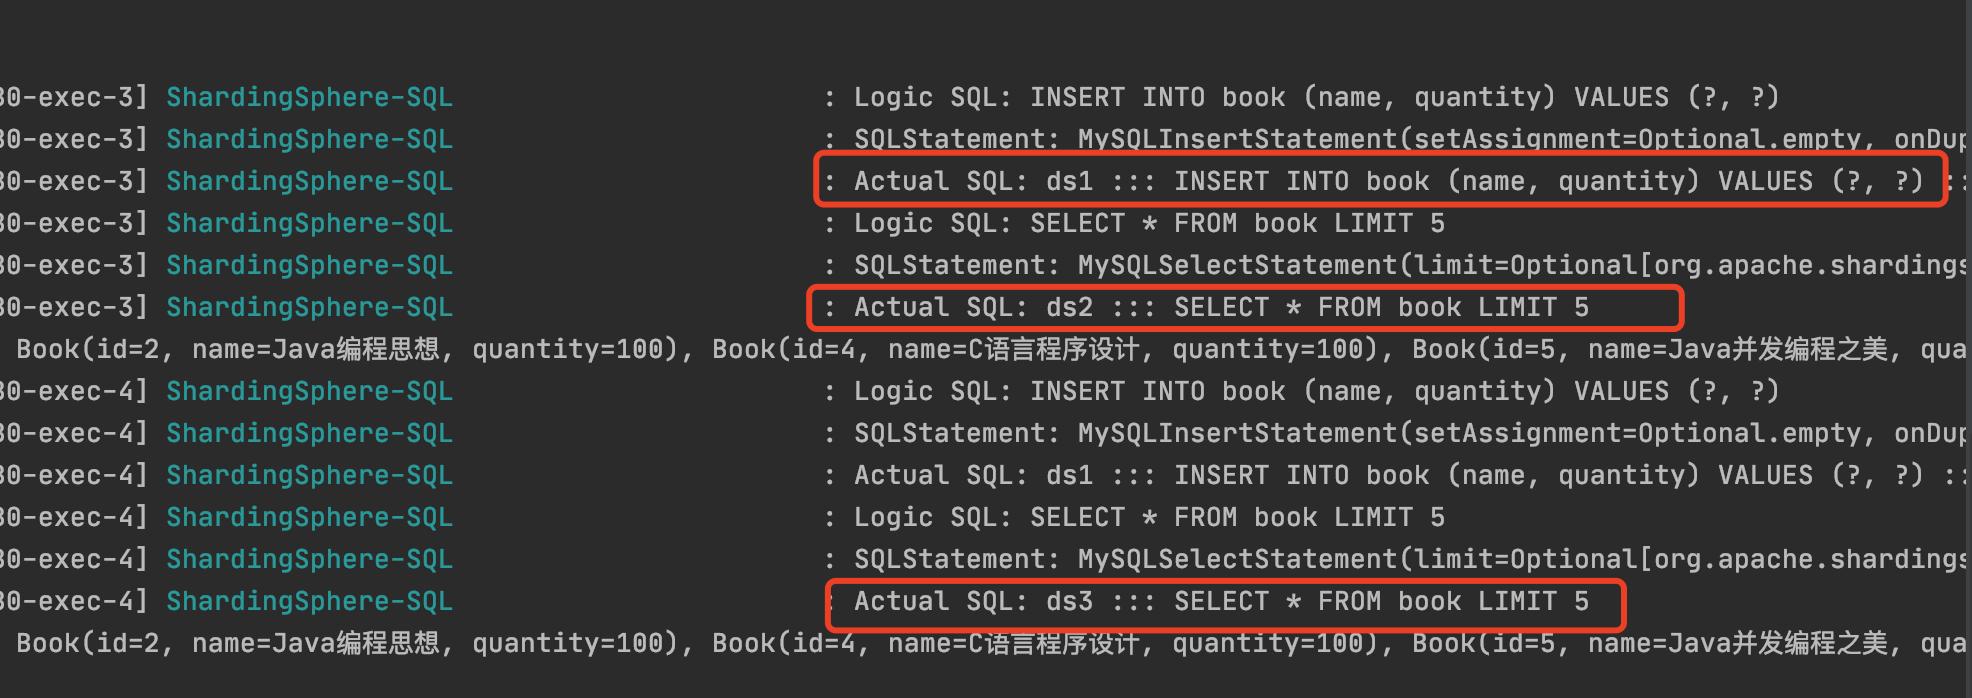 30-exec-3] ShardingSphere-SQL : Logic SQL: INSERT INTO book (name, quantity) VALUES (?, ?)
30-exec-3] ShardingSphere-SQL : SQLStatement: MySQLInsertStatement(setAssignment=Optional.empty, onDup
30-exec-3] ShardingSphere-SQL : Actual SQL: ds1 ::: INSERT INTO book (name, quantity) VALUES (?, ?) ::
30-exec-3] ShardingSphere-SQL : Logic SQL: SELECT * FROM book LIMIT 5
30-exec-3] ShardingSphere-SQL : SQLStatement: MySQLSelectStatement(limit=Optional[org.apache.shardings
30-exec-3] ShardingSphere-SQL : Actual SQL: ds2 ::: SELECT * FROM book LIMIT 5
Book(id=2, name=Java编程思想, quantity=100), Book(id=4, name=C语言程序设计, quantity=100), Book(id=5, name=Java并发编程之美, qua
30-exec-4] ShardingSphere-SQL : Logic SQL: INSERT INTO book (name, quantity) VALUES (?, ?)
30-exec-4] ShardingSphere-SQL : SQLStatement: MySQLInsertStatement(setAssignment=Optional.empty, onDup
30-exec-4] ShardingSphere-SQL : Actual SQL: ds1 ::: INSERT INTO book (name, quantity) VALUES (?, ?) ::
30-exec-4] ShardingSphere-SQL : Logic SQL: SELECT * FROM book LIMIT 5
30-exec-4] ShardingSphere-SQL : SQLStatement: MySQLSelectStatement(limit=Optional[org.apache.shardings
30-exec-4] ShardingSphere-SQL : Actual SQL: ds3 ::: SELECT * FROM book LIMIT 5
Book(id=2, name=Java编程思想, quantity=100), Book(id=4, name=C语言程序设计, quantity=100), Book(id=5, name=Java并发编程之美, qua